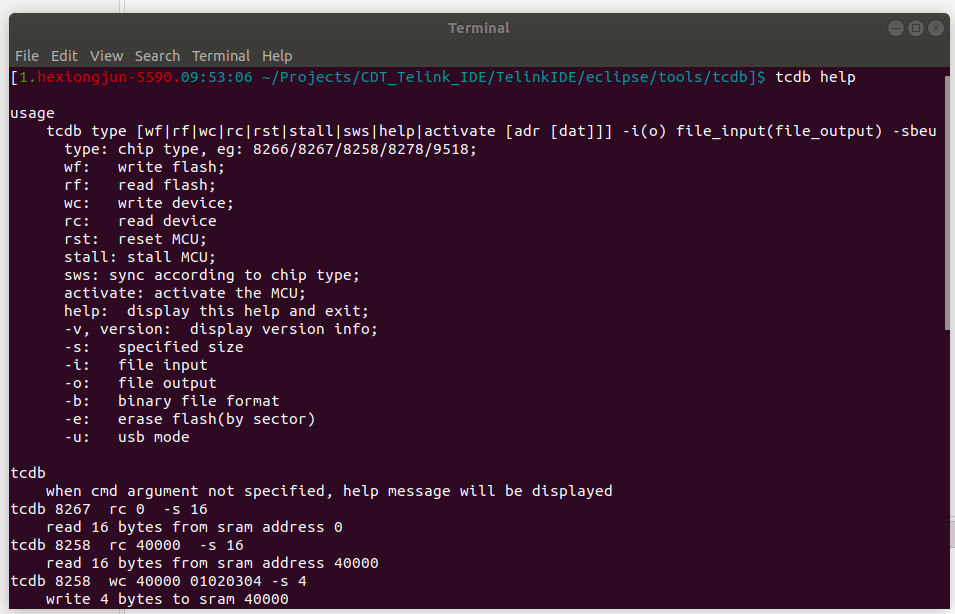 Terminal
File Edit View Search Terminal Help
[1.hextongjun-5590.09:53:06 ~/Projects/CDT_Telink_IDE/TelinkIDE/eclipse/tools/tcdb]$ tcdb help
usage
tcdb type [wf|rf|wc|rc|rst|stall|sws|help|activate [adr [dat]]] -i(o) file_input(file_output) -sbeu
type: chip type, eg: 8266/8267/8258/8278/9518;
wf: write flash;
rf: read flash;
wc: write device;
rc: read device
rst: reset MCU;
stall: stall MCU;
sws: sync according to chip type;
activate: activate the MCU;
help: display this help and exit;
-v, version: display version info;
-s: specified size
-i: file input
-o: file output
-b: binary file format
-e: erase flash(by sector)
-u: usb mode
tcdb
when cmd argument not specified, help message will be displayed
tcdb 8267 rc 0 -s 16
read 16 bytes from sram address 0
tcdb 8258 rc 40000 -s 16
read 16 bytes from sram address 40000
tcdb 8258 wc 40000 01020304 -s 4
write 4 bytes to sram 40000